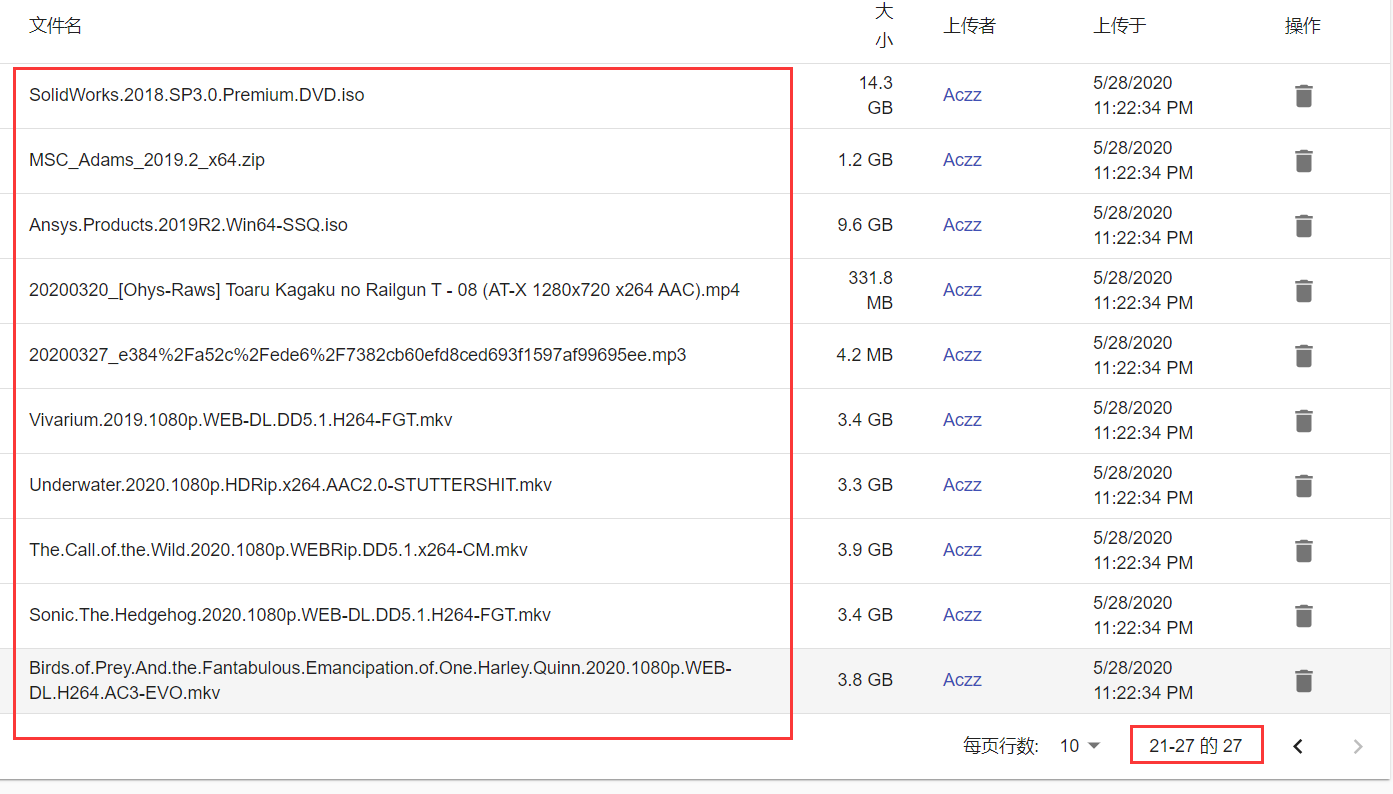 文件名
大
小
上传者
上传于
操作
SolidWorks.2018.SP3.0.Premium.DVD.iso
14.3
GB
Aczz
5/28/2020
11:22:34 PM
MSC_Adams_2019.2_x64.zip
1.2 GB
Aczz
5/28/2020
11:22:34 PM
Ansys.Products.2019R2.Win64-SSQ.iso
9.6 GB
Aczz
5/28/2020
11:22:34 PM
20200320_[Ohys-Raws] Toaru Kagaku no Railgun T - 08 (AT-X 1280x720 x264 AAC).mp4
331.8
MB
Aczz
5/28/2020
11:22:34 PM
20200327_e384%2Fa52c%2Fede6%2F7382cb60efd8ced693f1597af99695ee.mp3
4.2 MB
Aczz
5/28/2020
11:22:34 PM
Vivarium.2019.1080p.WEB-DL.DD5.1.H264-FGT.mkv
3.4 GB
Aczz
5/28/2020
11:22:34 PM
Underwater.2020.1080p.HDRip.x264.AAC2.0-STUTTERSHIT.mkv
3.3 GB
Aczz
5/28/2020
11:22:34 PM
The.Call.of.the.Wild.2020.1080p.WEBRip.DD5.1.x264-CM.mkv
3.9 GB
Aczz
5/28/2020
11:22:34 PM
Sonic.The.Hedgehog.2020.1080p.WEB-DL.DD5.1.H264-FGT.mkv
3.4 GB
Aczz
5/28/2020
11:22:34 PM
Birds.of.Prey.And.the.Fantabulous.Emancipation.of.One.Harley.Quinn.2020.1080p.WEB-
DL.H264.AC3-EVO.mkv
3.8 GB
Aczz
5/28/2020
11:22:34 PM
每页行数: 10 21-27 的 27